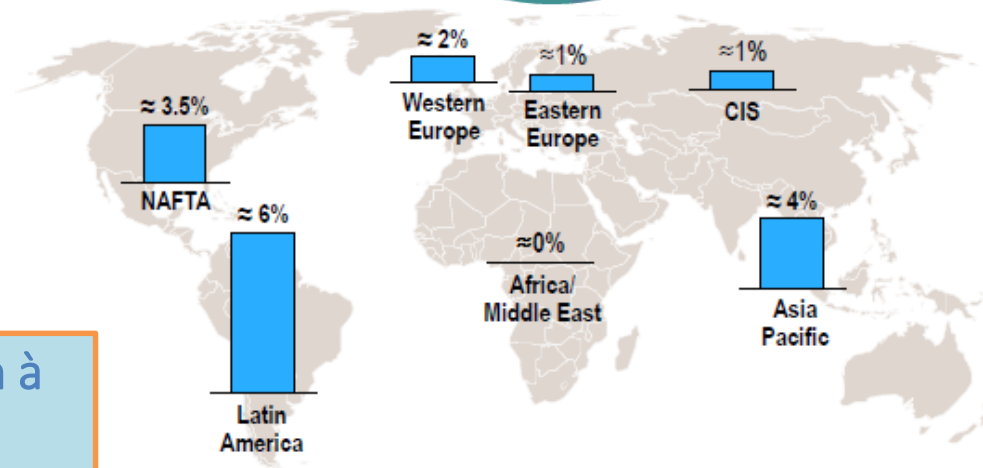 ≈ 2%
Western
Europe
≈1%
Eastern
Europe
≈1%
CIS
≈ 3.5%
NAFTA
≈ 6%
Latin
America
≈0%
Africa/
Middle East
≈ 4%
Asia
Pacific
à